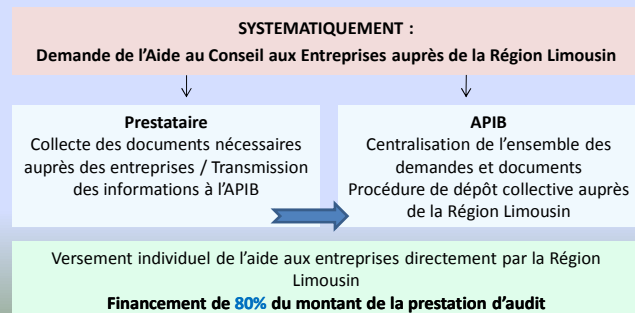 SYSTEMATIQUEMENT :
Demande de l'Aide au Conseil aux Entreprises auprès de la Région Limousin
Prestataire
Collecte des documents nécessaires
auprès des entreprises / Transmission
des informations à l'APIB
APIB
Centralisation de l'ensemble des
demandes et documents
Procédure de dépôt collective auprès
de la Région Limousin
Versement individuel de l'aide aux entreprises directement par la Région
Limousin
Financement de 80% du montant de la prestation d'audit